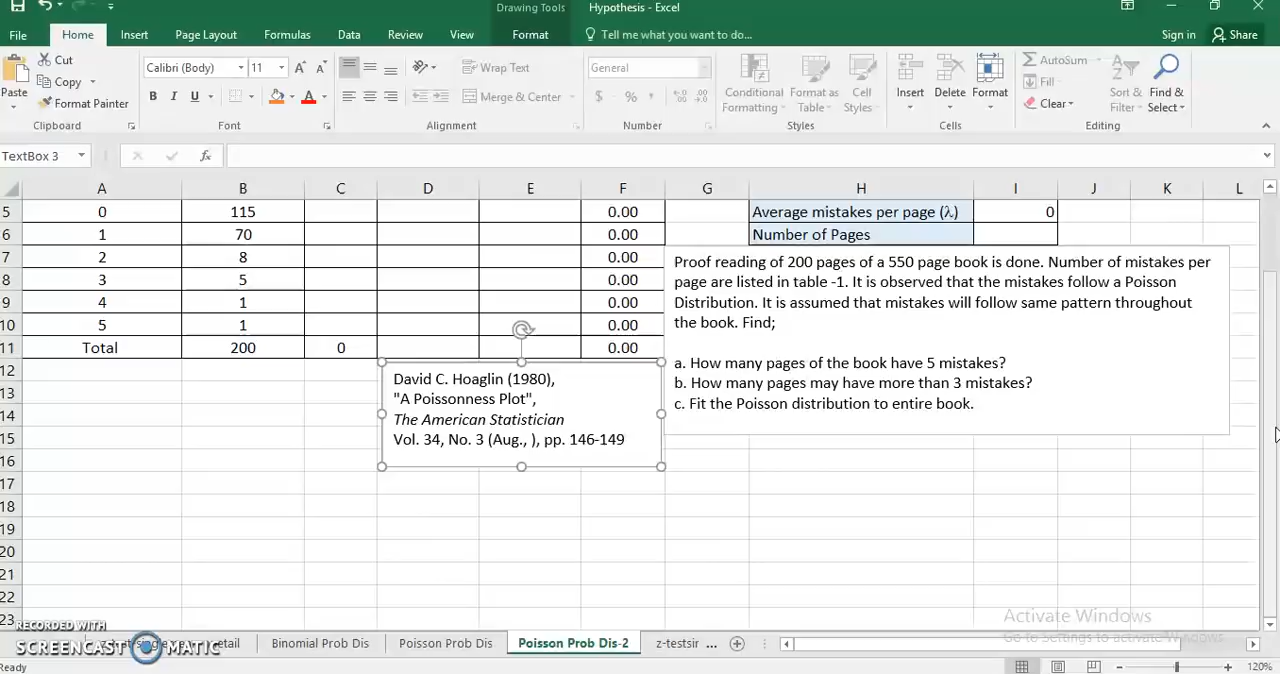 Drawing Tools Hypothesis - Excel
File Home Insert Page Layout Formulas Data Review View Format Tell me what you want to do... Sign in Share
Cut
Copy
Format Painter
Paste
Clipboard
Calibri (Body) 11 A A
B I U A
Font
Wrap Text
Merge & Center
Alignment
General
$ % ,
Number
Conditional Formatting
Format as Table
Cell Styles
Styles
Insert Delete Format
Cells
AutoSum
Fill
Clear
Sort & Filter
Find & Select
Editing
TextBox 3 fx
A B C D E F G H I J K L
5 0 115 0.00 Average mistakes per page (λ) 0
6 1 70 0.00 Number of Pages
7 2 8 0.00
8 3 5 0.00
9 4 1 0.00
10 5 1 0.00
11 Total 200 0 0.00
12
13
14
15
16
17
18
19
20
21
22
23
Proof reading of 200 pages of a 550 page book is done. Number of mistakes per
page are listed in table -1. It is observed that the mistakes follow a Poisson
Distribution. It is assumed that mistakes will follow same pattern throughout
the book. Find;
a. How many pages of the book have 5 mistakes?
b. How many pages may have more than 3 mistakes?
c. Fit the Poisson distribution to entire book.
David C. Hoaglin (1980),
"A Poissonness Plot",
The American Statistician
Vol. 34, No. 3 (Aug., ), pp. 146-149
Activate Windows
Go to Settings to activate Windows.
RECORDED WITH
SCREENCAST MATIC
etail Binomial Prob Dis Poisson Prob Dis Poisson Prob Dis-2 z-testsir ...
Ready 120%